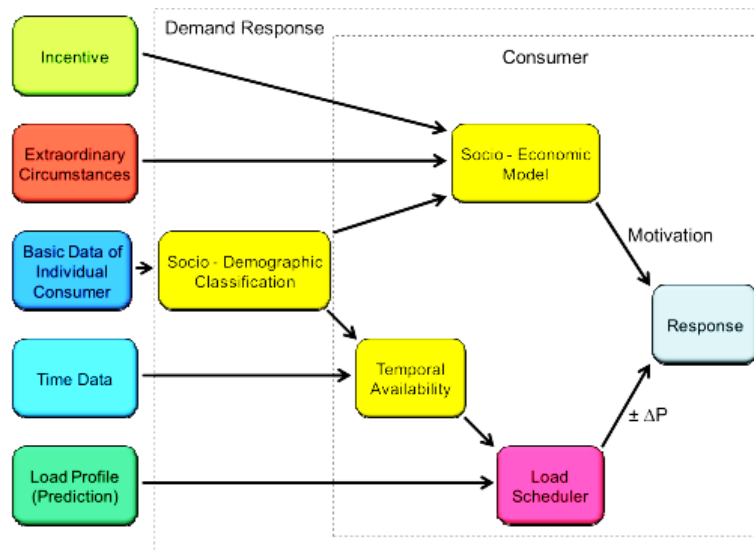 Demand Response
Consumer
Incentive
Extraordinary
Circumstances
Socio - Economic
Model
Basic Data of
Individual
Consumer
Socio - Demographic
Classification
Motivation
Response
Time Data
Temporal
Availability
± ΔP
Load Profile
(Prediction)
Load
Scheduler